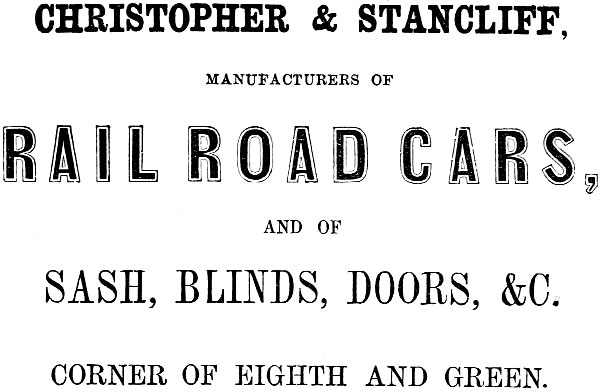 CHRISTOPHER & STANCLIFF,
MANUFACTURERS OF
RAIL ROAD CARS,
AND OF
SASH, BLINDS, DOORS, &C.
CORNER OF EIGHTH AND GREEN.